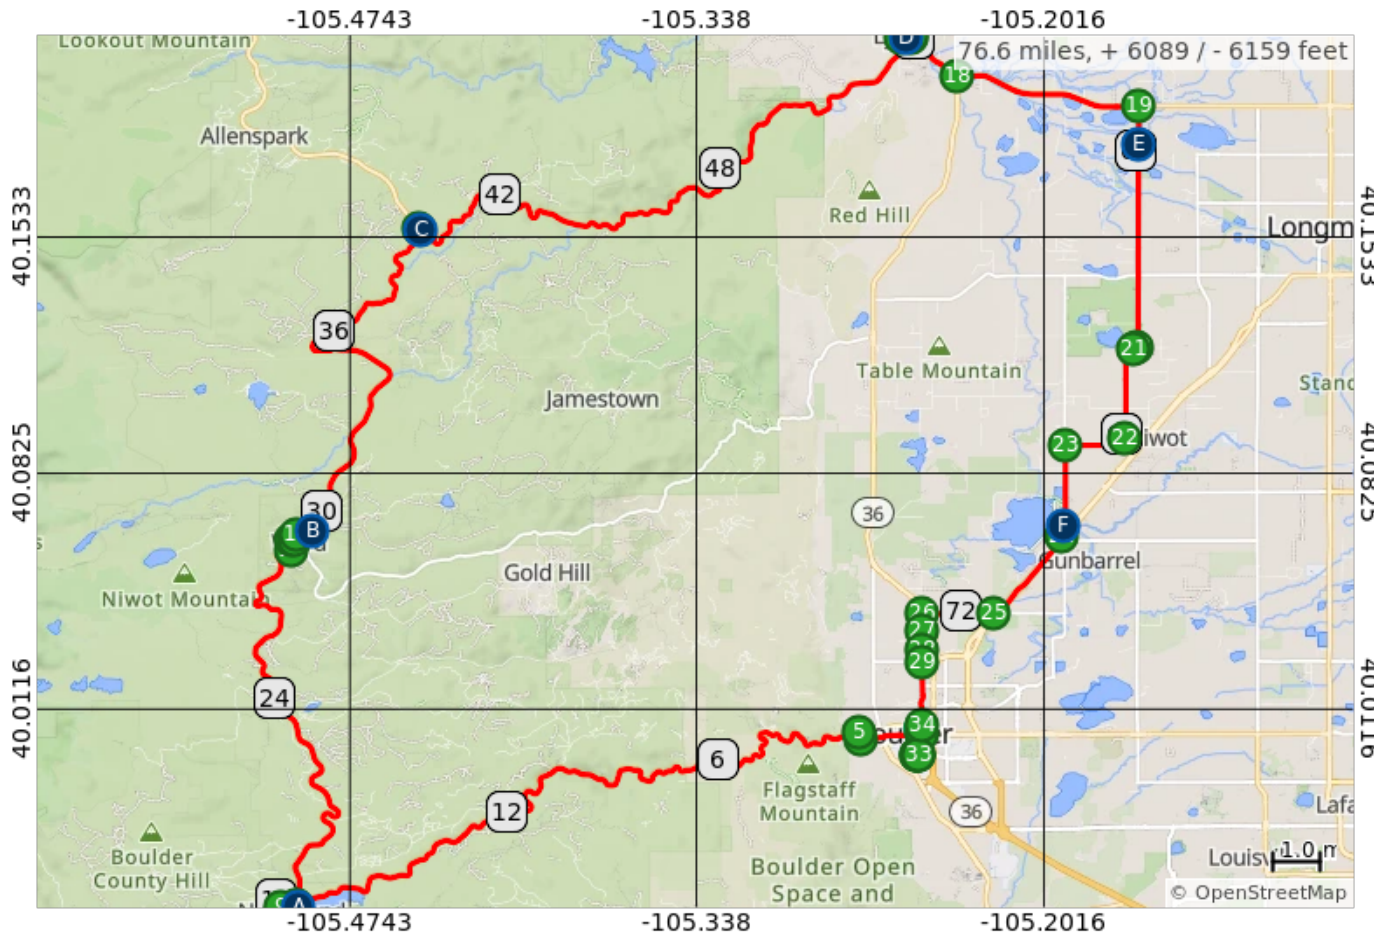 -105.4743 -105.338 -105.2016
Lookout Mountain
D
76.6 miles, + 6089 / - 6159 feet
18
19
Allenspark
E
48
42
Red Hill
C
Longm
40.1533
40.1533
36
21
Table Mountain
Stand
Jamestown
22
iwot
23
40.0825
40.0825
30
36
B
F
Gunbarrel
Gold Hill
Niwot Mountain
26
72
25
27
29
24
40.0116
40.0116
34
5
33
6
Flagstaff
Mountain
12
36
Lafa
Boulder
County Hill
Louisv
1.0 m
Boulder Open
Space and
A
© OpenStreetMap
-105.4743 -105.338 -105.2016